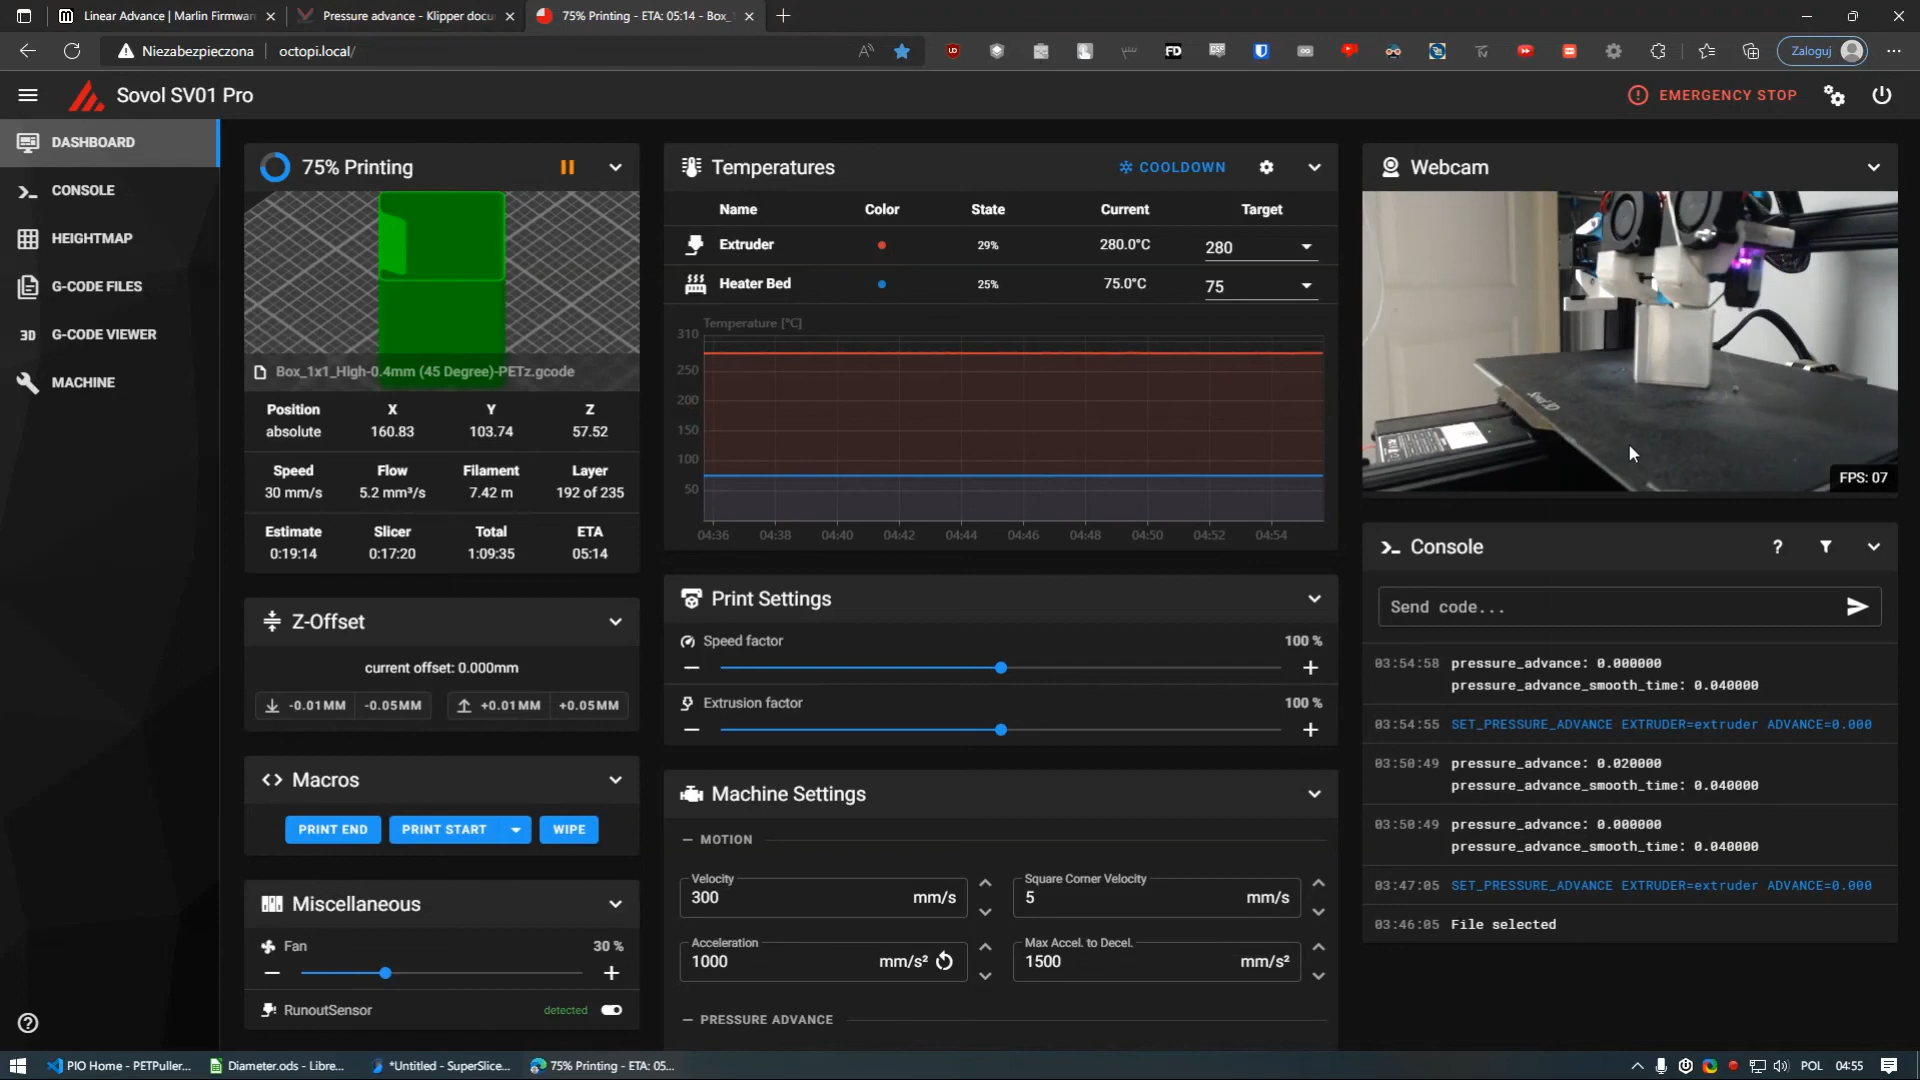 Linear Advance | Marlin Firmwar
Pressure advance - Klipper docu
75% Printing - ETA: 05:14 - Box_
Niezabezpieczona
octopi.local/
Zaloguj
Sovol SV01 Pro
EMERGENCY STOP
DASHBOARD
CONSOLE
HEIGHTMAP
G-CODE FILES
3D G-CODE VIEWER
MACHINE
75% Printing
Box_1x1_High-0.4mm (45 Degree)-PETz.gcode
Position X Y Z
absolute 160.83 103.74 57.52
Speed Flow Filament Layer
30 mm/s 5.2 mm³/s 7.42 m 192 of 235
Estimate Slicer Total ETA
0:19:14 0:17:20 1:09:35 05:14
Z-Offset
current offset: 0.000mm
-0.01MM -0.05MM +0.01MM +0.05MM
Macros
PRINT END PRINT START WIPE
Miscellaneous
Fan 30 %
RunoutSensor detected
Temperatures COOLDOWN
Name Color State Current Target
Extruder 29% 280.0°C 280
Heater Bed 25% 75.0°C 75
Temperature [°C]
310
250
200
150
100
50
04:36 04:38 04:40 04:42 04:44 04:46 04:48 04:50 04:52 04:54
Print Settings
Speed factor 100 %
Extrusion factor 100 %
Machine Settings
MOTION
Velocity
300 mm/s
Square Corner Velocity
5 mm/s
Acceleration
1000 mm/s²
Max Accel. to Decel.
1500 mm/s²
PRESSURE ADVANCE
Webcam
FPS: 07
Console
Send code...
03:54:58 pressure_advance: 0.000000
pressure_advance_smooth_time: 0.040000
03:54:55 SET_PRESSURE_ADVANCE EXTRUDER=extruder ADVANCE=0.000
03:50:49 pressure_advance: 0.020000
pressure_advance_smooth_time: 0.040000
03:50:49 pressure_advance: 0.000000
pressure_advance_smooth_time: 0.040000
03:47:05 SET_PRESSURE_ADVANCE EXTRUDER=extruder ADVANCE=0.000
03:46:05 File selected
PIO Home - PETPuller...
Diameter.ods - Libre...
*Untitled - SuperSlice...
75% Printing - ETA: 05...
POL 04:55